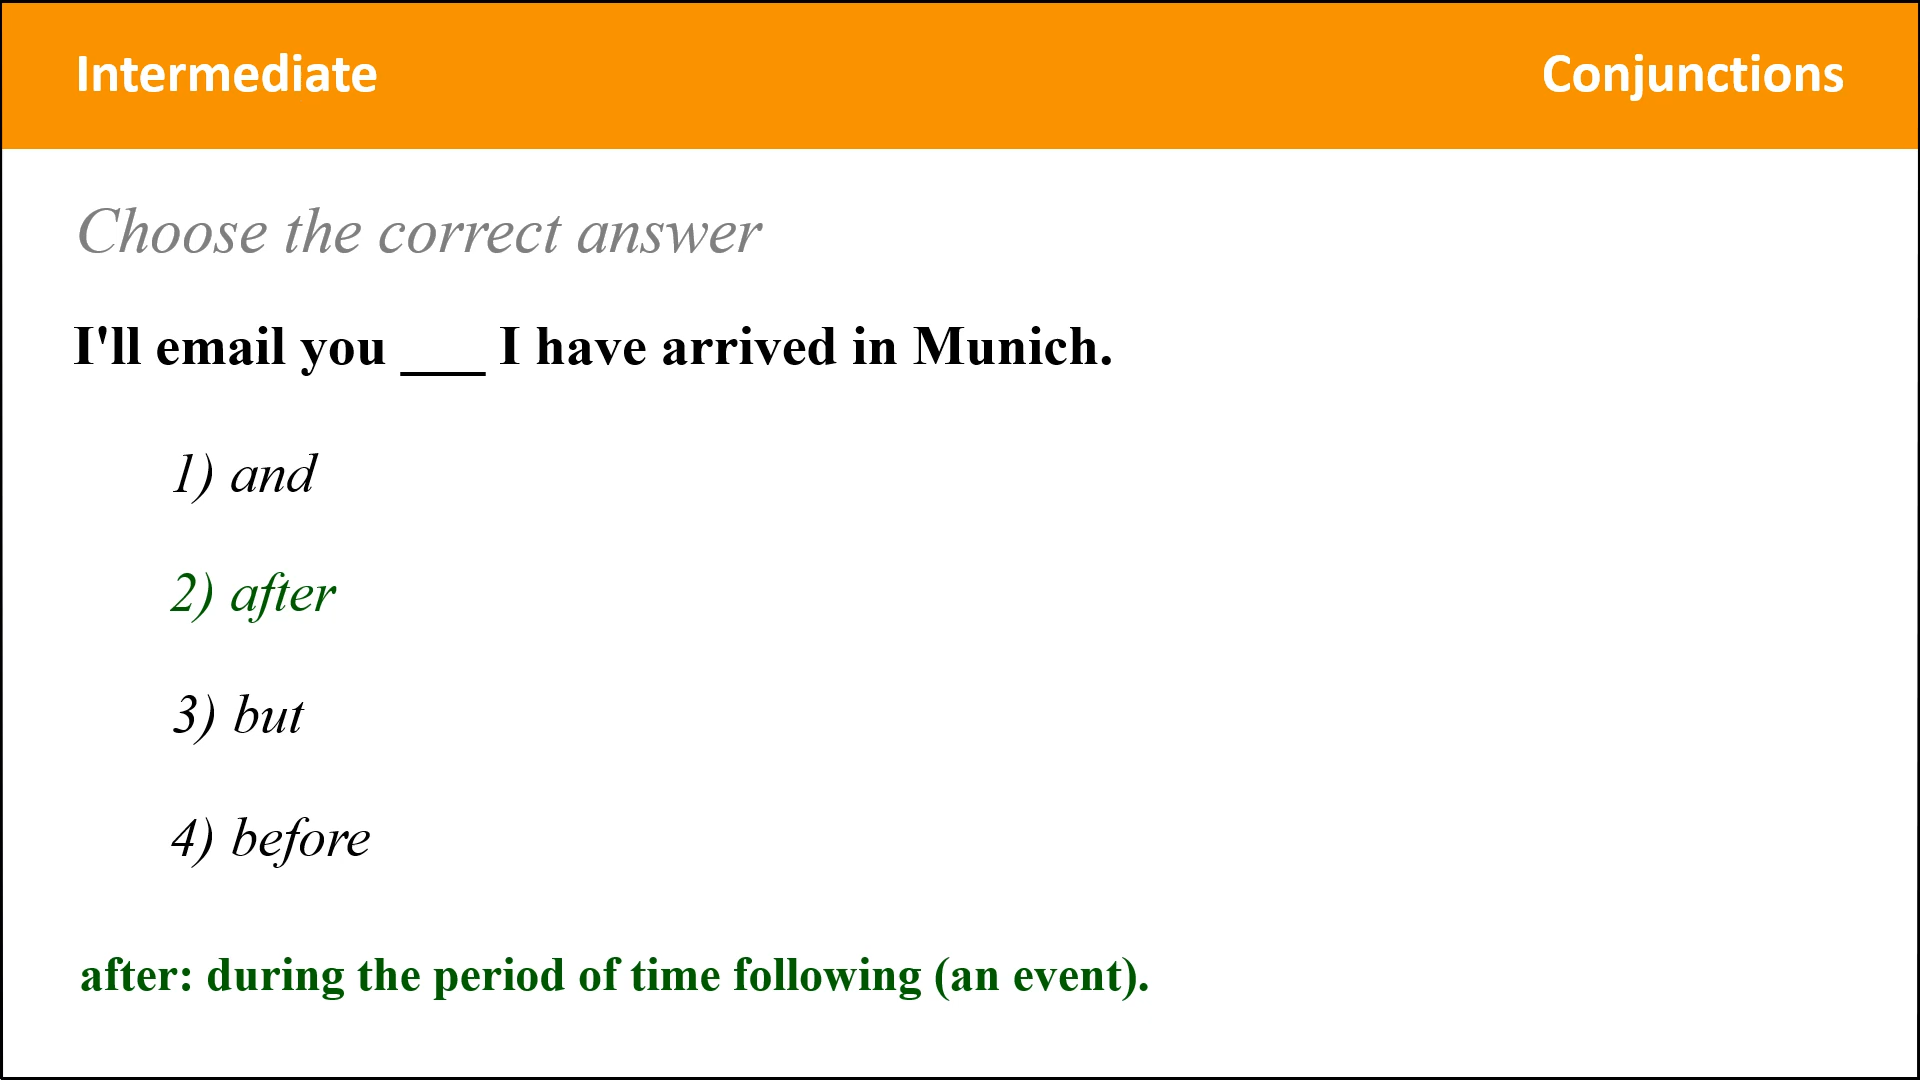 Intermediate
Conjunctions
Choose the correct answer
I'll email you ___ I have arrived in Munich.
1) and
2) after
3) but
4) before
after: during the period of time following (an event).